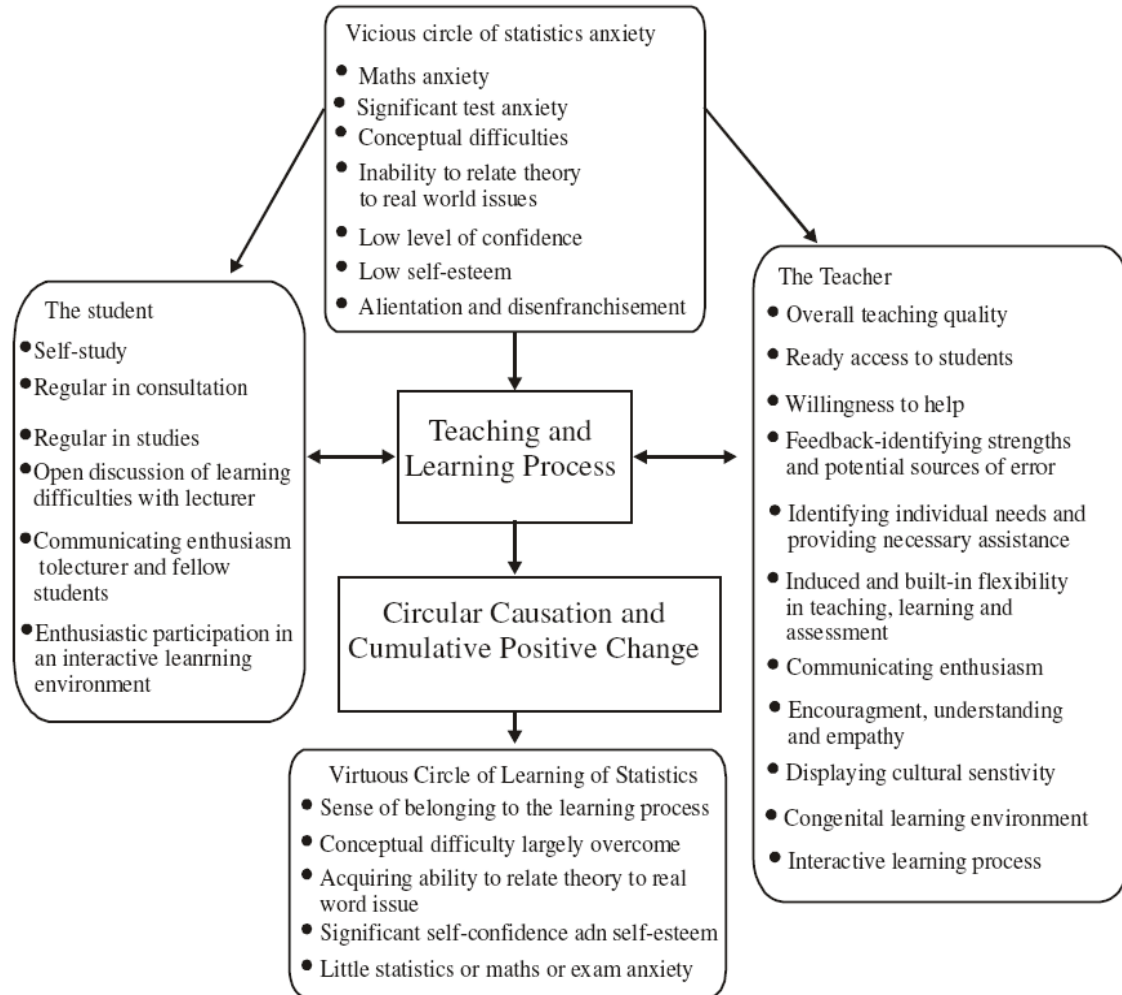 Vicious circle of statistics anxiety
● Maths anxiety
● Significant test anxiety
● Conceptual difficulties
● Inability to relate theory
to real world issues
● Low level of confidence
● Low self-esteem
● Alientation and disenfranchisement
The student
● Self-study
● Regular in consultation
● Regular in studies
● Open discussion of learning
difficulties with lecturer
● Communicating enthusiasm
tolecturer and fellow
students
● Enthusiastic participation in
an interactive leanrning
environment
Teaching and
Learning Process
The Teacher
● Overall teaching quality
● Ready access to students
● Willingness to help
● Feedback-identifying strengths
and potential sources of error
● Identifying individual needs and
providing necessary assistance
● Induced and built-in flexibility
in teaching, learning and
assessment
● Communicating enthusiasm
● Encouragment, understanding
and empathy
● Displaying cultural senstivity
● Congenital learning environment
● Interactive learning process
Circular Causation and
Cumulative Positive Change
Virtuous Circle of Learning of Statistics
● Sense of belonging to the learning process
● Conceptual difficulty largely overcome
● Acquiring ability to relate theory to real
word issue
● Significant self-confidence adn self-esteem
● Little statistics or maths or exam anxiety